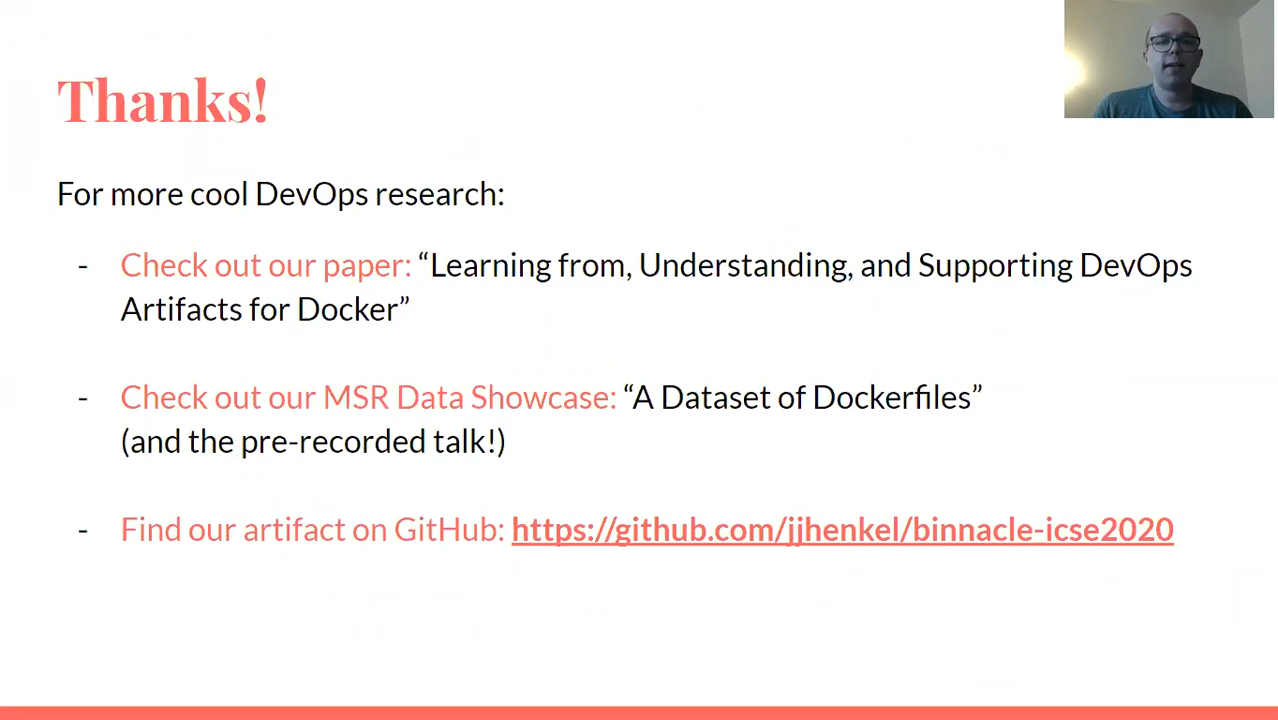 Thanks!
For more cool DevOps research:
- Check out our paper: “Learning from, Understanding, and Supporting DevOps
Artifacts for Docker”
- Check out our MSR Data Showcase: “A Dataset of Dockerfiles”
(and the pre-recorded talk!)
- Find our artifact on GitHub: https://github.com/jjhenkel/binnacle-icse2020